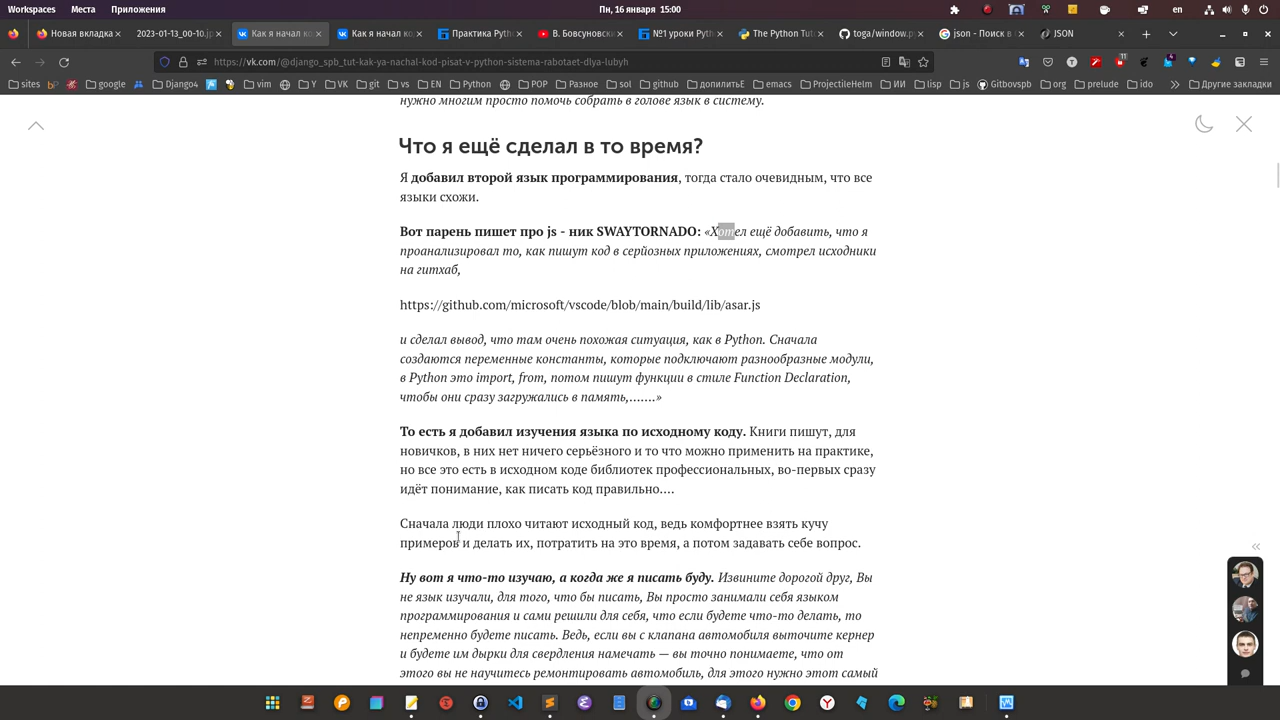 Workspaces Места Приложения Пн, 16 января 15:00 en
Новая вкладка 2023-01-13_00-10.j Как я начал ко Как я начал ко. Практика Pyth В. Бовсуновски №1 уроки Pyth The Python Tut toga/window.p json - Поиск в JSON
https://vk.com/@django_spb_tut-kak-ya-nachal-kod-pisat-v-python-sistema-rabotaet-dlya-lubyh
sites google Django4 Y VK git vs EN Python POP Разное sol github допилитьЕ emacs ProjectileHelm ИИ lisp js Gitbovspb org prelude ido Другие закладки
нужно многим просто помочь собрать в голове язык в систему.
Что я ещё сделал в то время?
Я добавил второй язык программирования, тогда стало очевидным, что все
языки схожи.
Вот парень пишет про js - ник SWAYTORNADO: «Хотел ещё добавить, что я
проанализировал то, как пишут код в серйозных приложениях, смотрел исходники
на гитхаб,
https://github.com/microsoft/vscode/blob/main/build/lib/asar.js
и сделал вывод, что там очень похожая ситуация, как в Python. Сначала
создаются переменные константы, которые подключают разнообразные модули,
в Python это import, from, потом пишут функции в стиле Function Declaration,
чтобы они сразу загружались в память,…….»
То есть я добавил изучения языка по исходному коду. Книги пишут, для
новичков, в них нет ничего серьёзного и то что можно применить на практике,
но все это есть в исходном коде библиотек профессиональных, во-первых сразу
идёт понимание, как писать код правильно….
Сначала люди плохо читают исходный код, ведь комфортнее взять кучу
примеров и делать их, потратить на это время, а потом задавать себе вопрос.
Ну вот я что-то изучаю, а когда же я писать буду. Извините дорогой друг, Вы
не язык изучали, для того, что бы писать, Вы просто занимали себя языком
программирования и сами решили для себя, что если будете что-то делать, то
непременно будете писать. Ведь, если вы с клапана автомобиля выточите кернер
и будете им дырки для свердления намечать — вы точно понимаете, что от
этого вы не научитесь ремонтировать автомобиль, для этого нужно этот самый